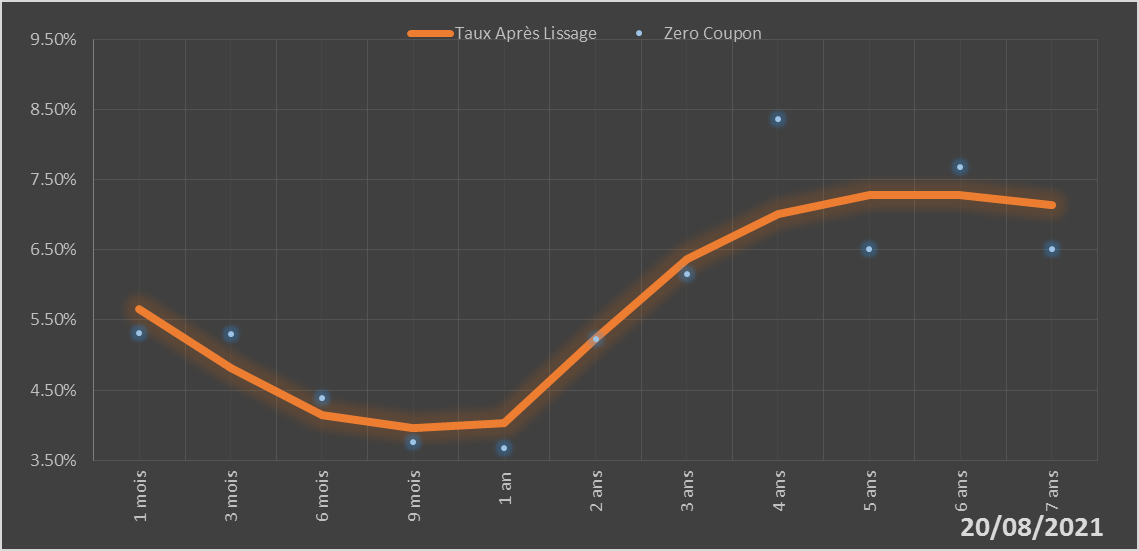 Taux Après Lissage
Zero Coupon
9.50%
8.50%
7.50%
6.50%
5.50%
4.50%
3.50%
1 mois
3 mois
6 mois
9 mois
1 an
2 ans
3 ans
4 ans
5 ans
6 ans
7 ans
20/08/2021